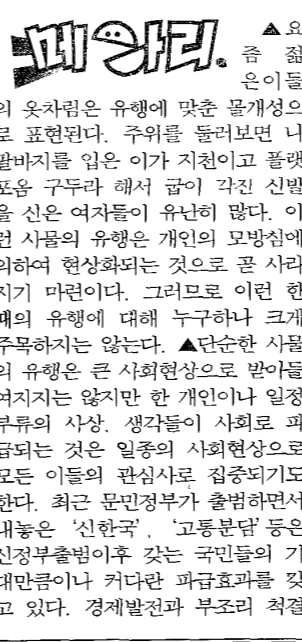 메아리.
▲요
즘 젊
은이들
의 옷차림은 유행에 맞춘 몰개성으
로 표현된다. 주위를 둘러보면 나
팔바지를 입은 이가 지천이고 플랫
포옴 구두라 해서 굽이 각진 신발
을 신은 여자들이 유난히 많다. 이
런 사물의 유행은 개인의 모방심에
의하여 현상화되는 것으로 곧 사라
지기 마련이다. 그러므로 이런 한
때의 유행에 대해 누구하나 크게
주목하지는 않는다. ▲단순한 사물
의 유행은 큰 사회현상으로 받아들
여지지는 않지만 한 개인이나 일정
부류의 사상. 생각들이 사회로 파
급되는 것은 일종의 사회현상으로
모든 이들의 관심사로 집중되기도
한다. 최근 문민정부가 출범하면서
내놓은 '신한국', '고통분담'등은
신정부출범이후 갖는 국민들의 기
대만큼이나 커다란 파급효과를 갖
고 있다. 경제발전과 부조리 척결